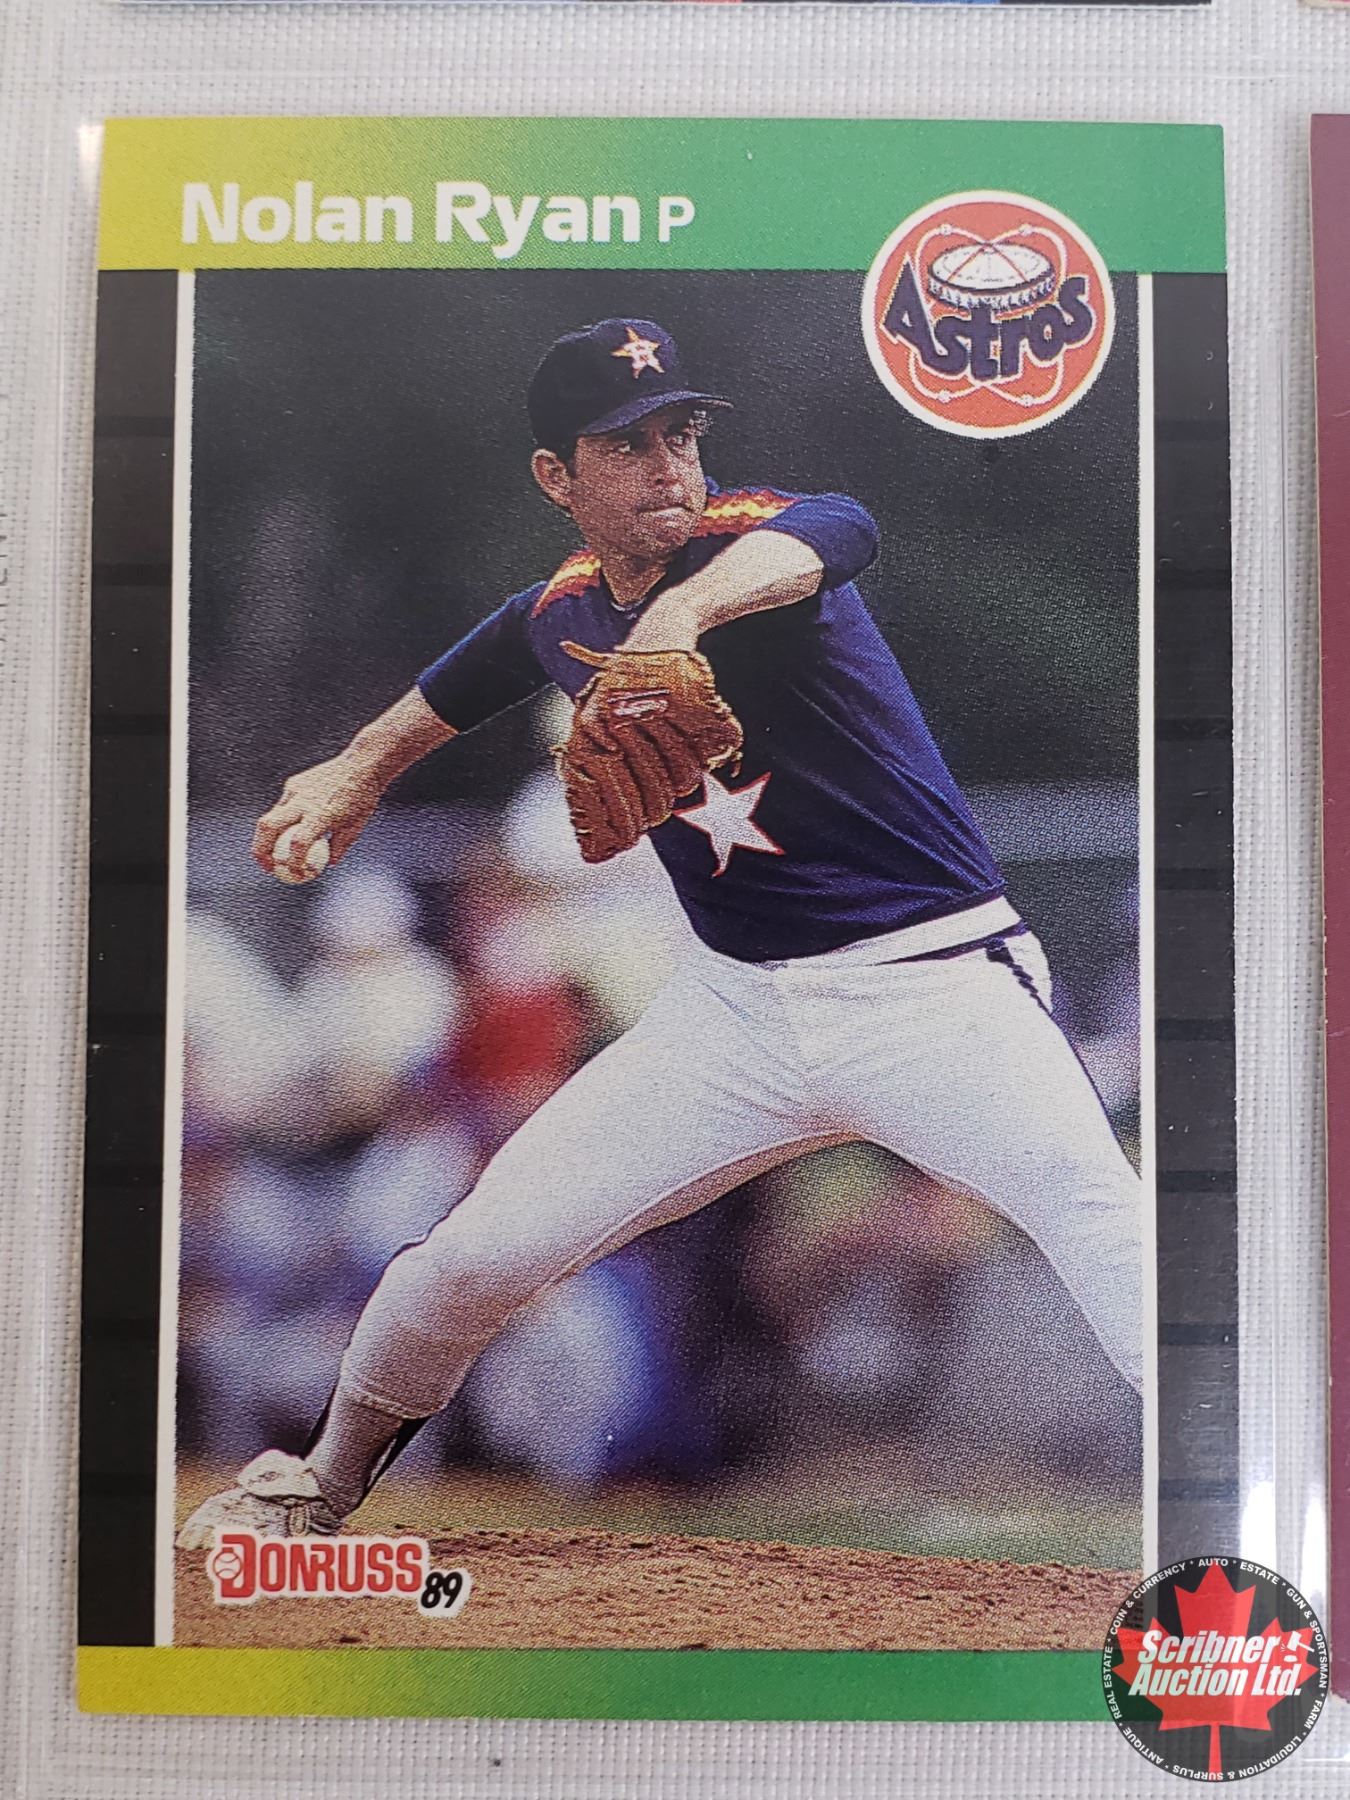 Nolan Ryan P
Astros
H
DONRUSS 89
COIN & CURRENCY * AUTO * ESTATE * GUN & SPORTSMAN * FARM * LIQUIDATION & SURPLUS * ANTIQUE * REAL ESTATE *
Scribner
Auction Ltd.